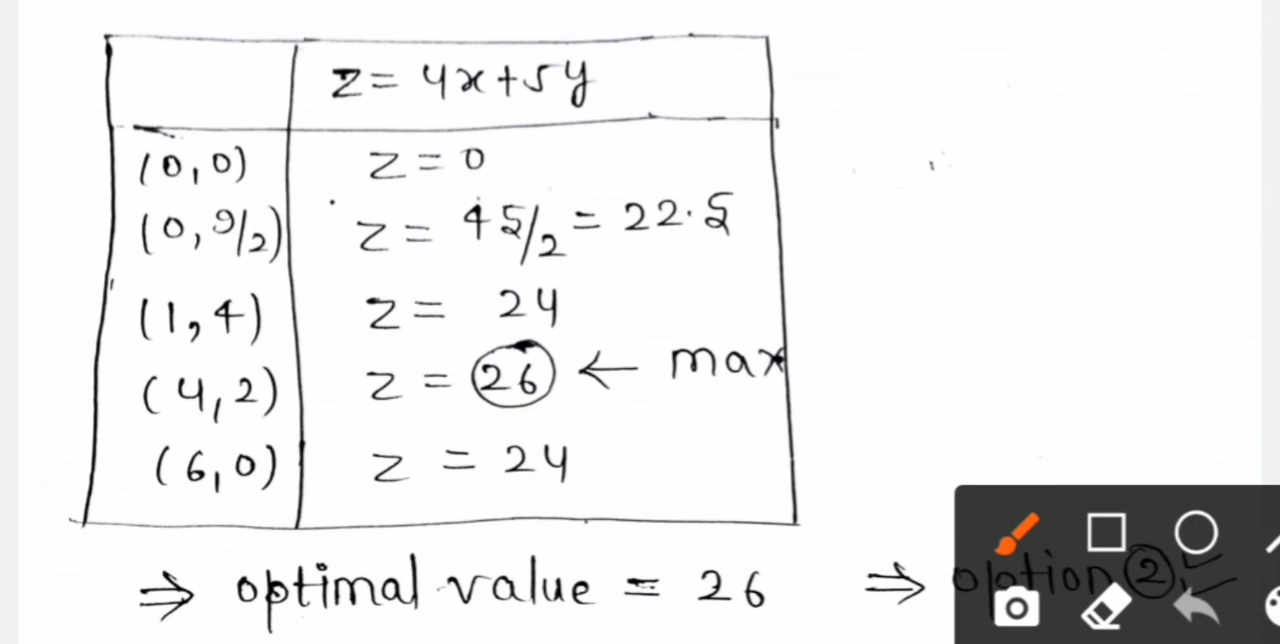 z = 4x+5y
(0,0) z = 0
(0,9/2) z = 45/2 = 22.5
(1,4) z = 24
(4,2) z = 26 ← max
(6,0) z = 24
⇒ optimal value = 26 ⇒ option ②